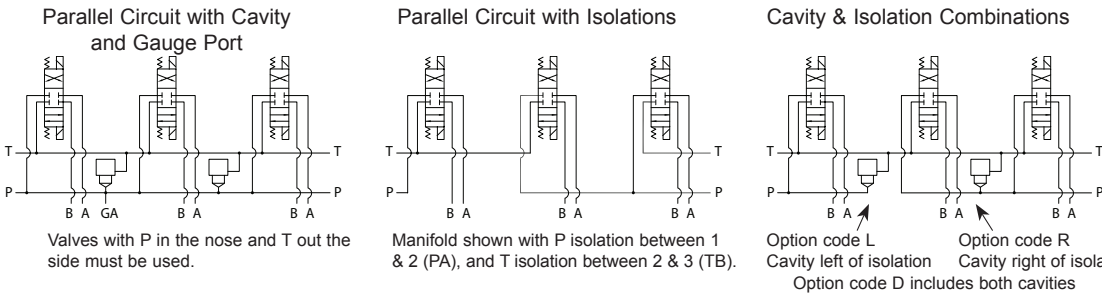 Parallel Circuit with Cavity
and Gauge Port
T T
P P
B A GA B A B A
Valves with P in the nose and T out the
side must be used.
Parallel Circuit with Isolations
T T
P P
B A B A B A
Manifold shown with P isolation between 1
& 2 (PA), and T isolation between 2 & 3 (TB).
Cavity & Isolation Combinations
T T
P P
B A B A B A
Option code L
Cavity left of isolation
Option code R
Cavity right of isola
Option code D includes both cavities